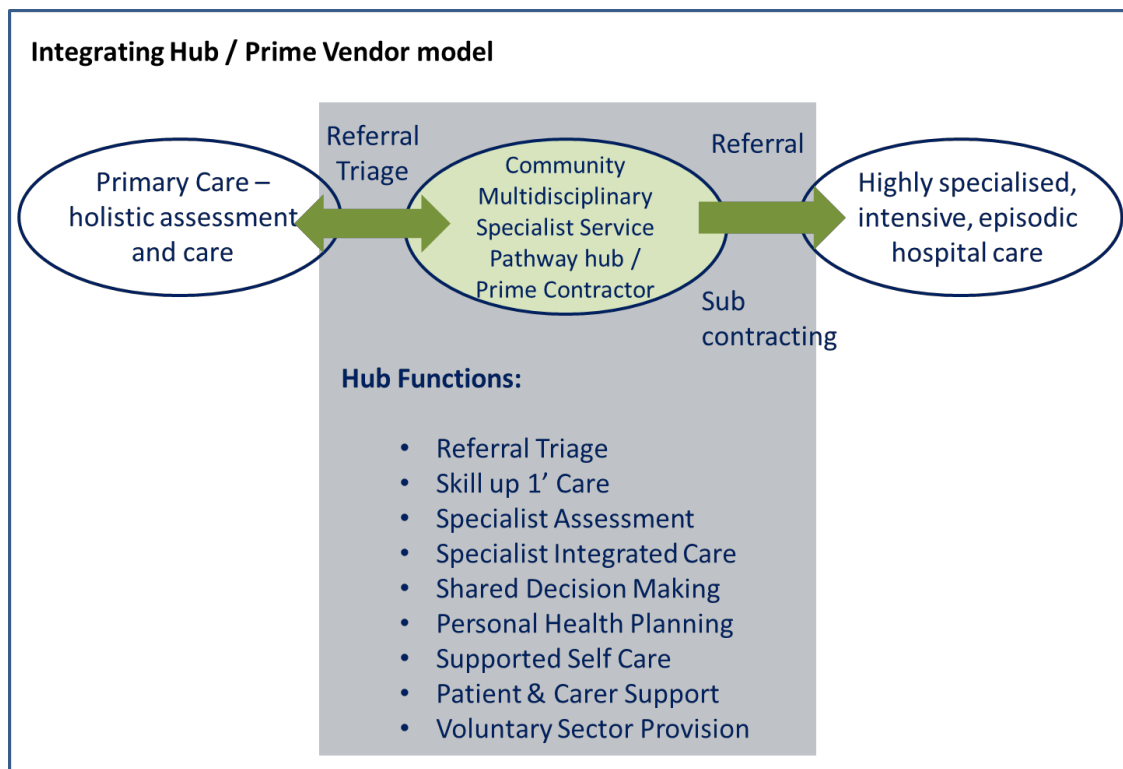 Integrating Hub / Prime Vendor model
Primary Care –
holistic assessment
and care
Referral
Triage
Community
Multidisciplinary
Specialist Service
Pathway hub /
Prime Contractor
Referral
Sub
contracting
Highly specialised,
intensive, episodic
hospital care
Hub Functions:
• Referral Triage
• Skill up 1’ Care
• Specialist Assessment
• Specialist Integrated Care
• Shared Decision Making
• Personal Health Planning
• Supported Self Care
• Patient & Carer Support
• Voluntary Sector Provision